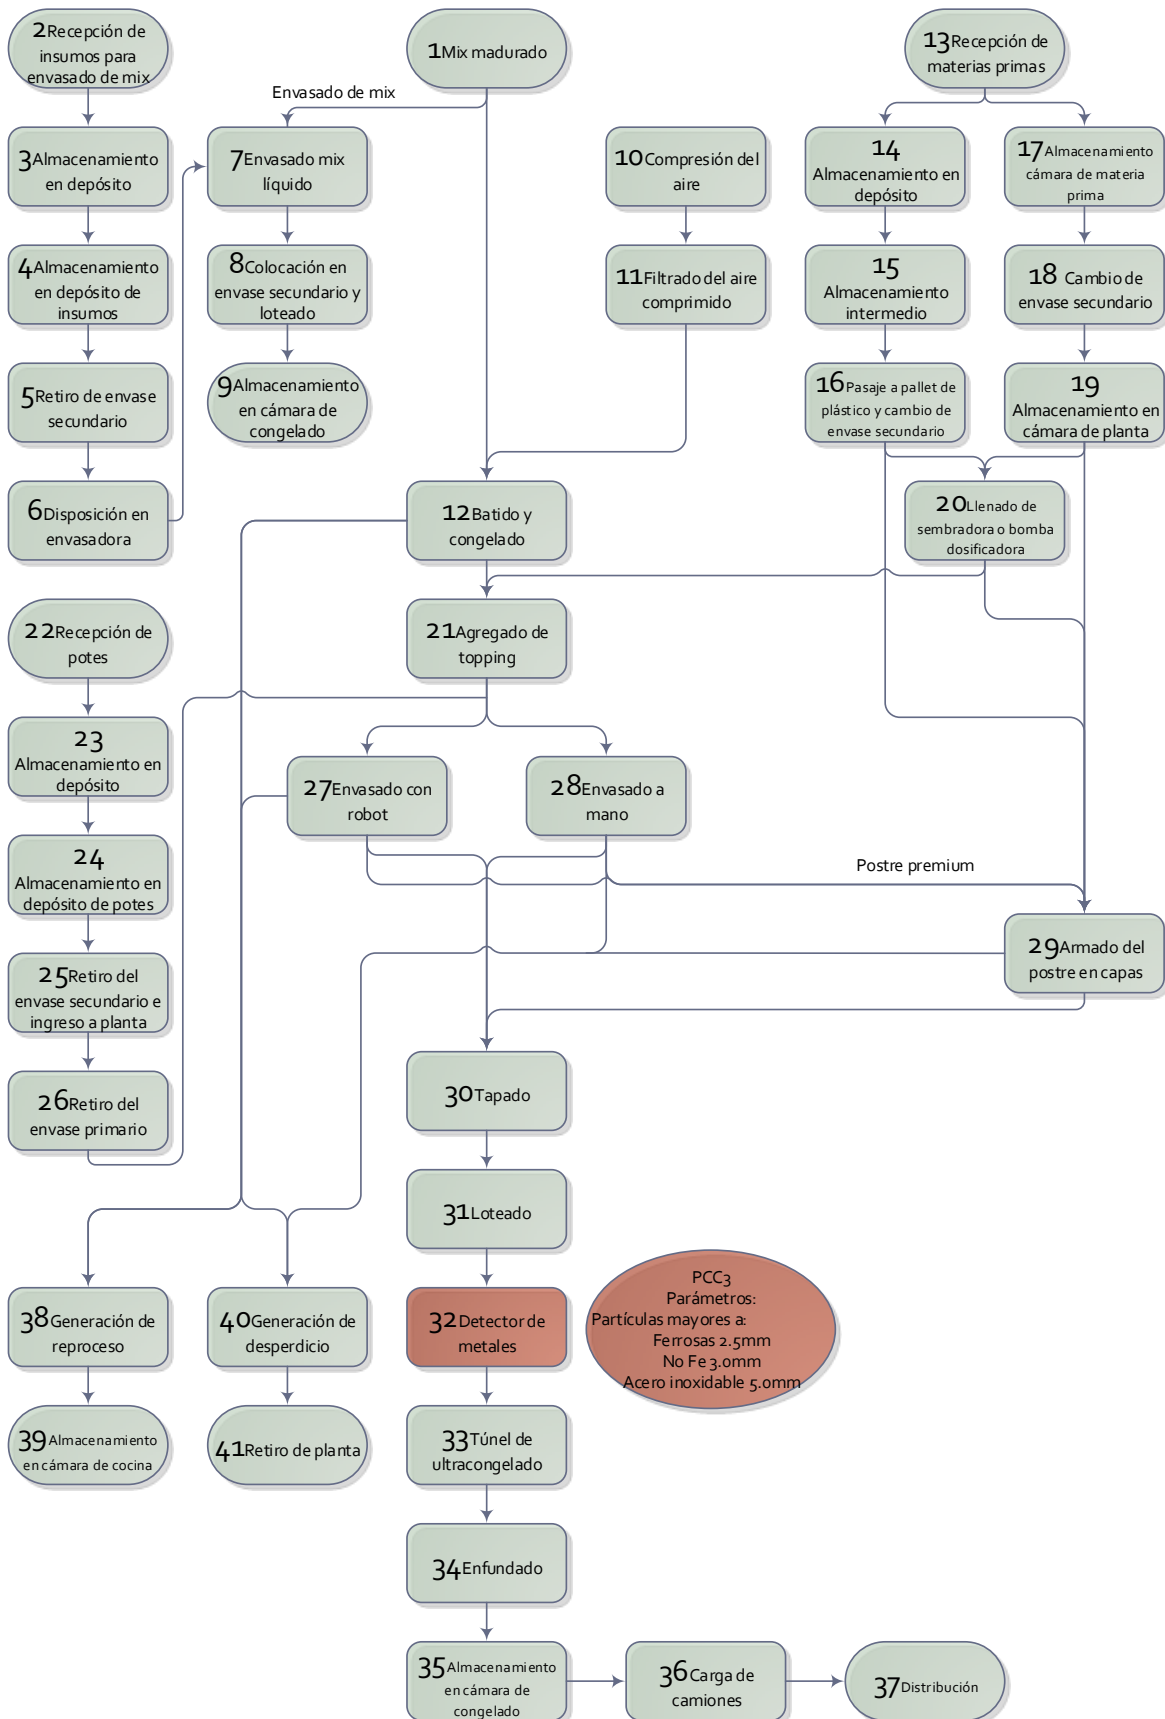 2Recepción de
insumos para
envasado de mix
1Mix madurado
13Recepción de
materias primas
Envasado de mix
3Almacenamiento
en depósito
7Envasado mix
líquido
10Compresión del
aire
14
Almacenamiento en
depósito
17Almacenamiento
cámara de materia
prima
4Almacenamiento
en depósito de
insumos
8Colocación en
envase secundario y
loteado
11Filtrado del aire
comprimido
15
Almacenamiento
intermedio
18 Cambio de
envase secundario
5Retiro de envase
secundario
9Almacenamiento
en cámara de
congelado
16Pasaje a pallet de
plástico y cambio de
envase secundario
19
Almacenamiento en
cámara de planta
6Disposición en
envasadora
12Batido y
congelado
20Llenado de
sembradora o bomba
dosificadora
22Recepción de
potes
21Agregado de
topping
23
Almacenamiento en
depósito
27Envasado con
robot
28Envasado a
mano
24
Almacenamiento en
depósito de potes
Postre premium
25Retiro del
envase secundario e
ingreso a planta
29Armado del
postre en capas
26Retiro del
envase primario
30Tapado
31Loteado
38Generación de
reproceso
40Generación de
desperdicio
32Detector de
metales
PCC3
Parámetros:
Partículas mayores a:
Ferrosas 2.5mm
No Fe 3.0mm
Acero inoxidable 5.0mm
39Almacenamiento
en cámara de cocina
41Retiro de planta
33Túnel de
ultracongelado
34Enfundado
35Almacenamiento
en cámara de
congelado
36Carga de
camiones
37Distribución